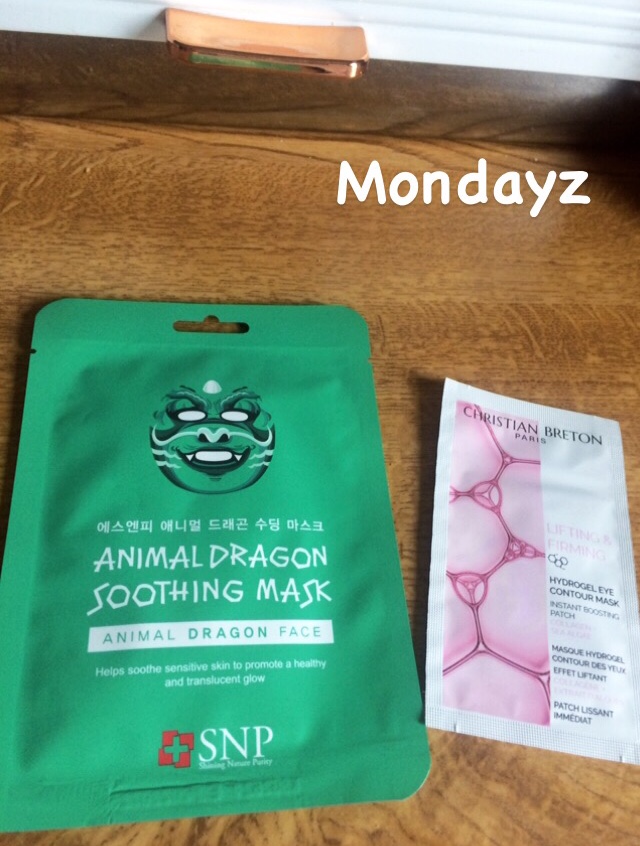 Mondayz
에스엔피 애니멀 드래곤 수딩 마스크
ANIMAL DRAGON
SOOTHING MASK
ANIMAL DRAGON FACE
Helps soothe sensitive skin to promote a healthy
and translucent glow
SNP
Shining Nature Purity
CHRISTIAN BRETON
PARIS
LIFTING &
FIRMING
HYDROGEL EYE
CONTOUR MASK
INSTANT BOOSTING
PATCH
COLLAGEN
MASQUE HYDROGEL
CONTOUR DES YEUX
EFFET LIFTANT
PATCH LISSANT
IMMÉDIAT